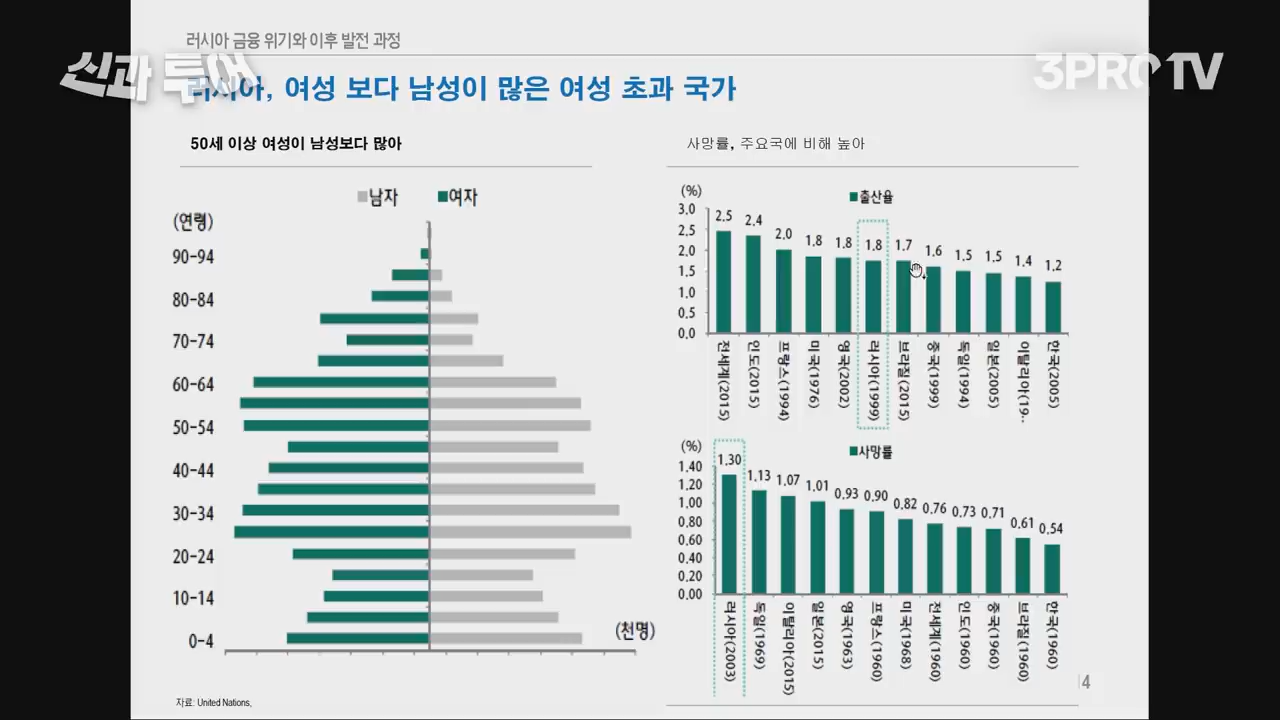 러시아 금융 위기와 이후 발전 과정
신과 투어
3PROTV
러시아, 여성 보다 남성이 많은 여성 초과 국가
50세 이상 여성이 남성보다 많아
남자 여자
(연령)
90-94
80-84
70-74
60-64
50-54
40-44
30-34
20-24
10-14
0-4
(천명)
자료: United Nations,
사망률, 주요국에 비해 높아
(%)
출산율
3,0
2,5
2,0
1,5
1,0
0,5
0,0
2.5 2.4 2.0 1.8 1.8 1.8 1.7 1.6 1.5 1.5 1.4 1.2
전세계(2015)
인도(2015)
프랑스(1994)
미국(1976)
영국(2002)
러시아(1999)
브라질(2015)
중국(1999)
독일(1994)
일본(2005)
이탈리아(19...
한국(2005)
(%)
사망률
1,40
1,20
1,00
0,80
0,60
0,40
0,20
0,00
1,30 1,13 1,07 1,01 0,93 0,90 0,82 0,76 0,73 0,71 0,61 0,54
러시아(2003)
독일(1969)
이탈리아(2015)
일본(2015)
영국(1963)
프랑스(1960)
미국(1968)
전세계(1960)
인도(1960)
중국(1960)
브라질(1960)
한국(1960)
14